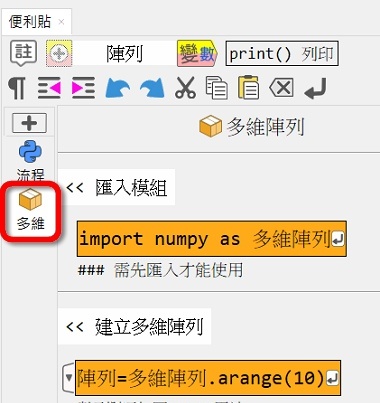 便利貼 ×
註 陣列 變數 print() 列印
流程
多維
多維陣列
<< 匯入模組
import numpy as 多維陣列
### 需先匯入才能使用
<< 建立多維陣列
陣列=多維陣列.arange(10)